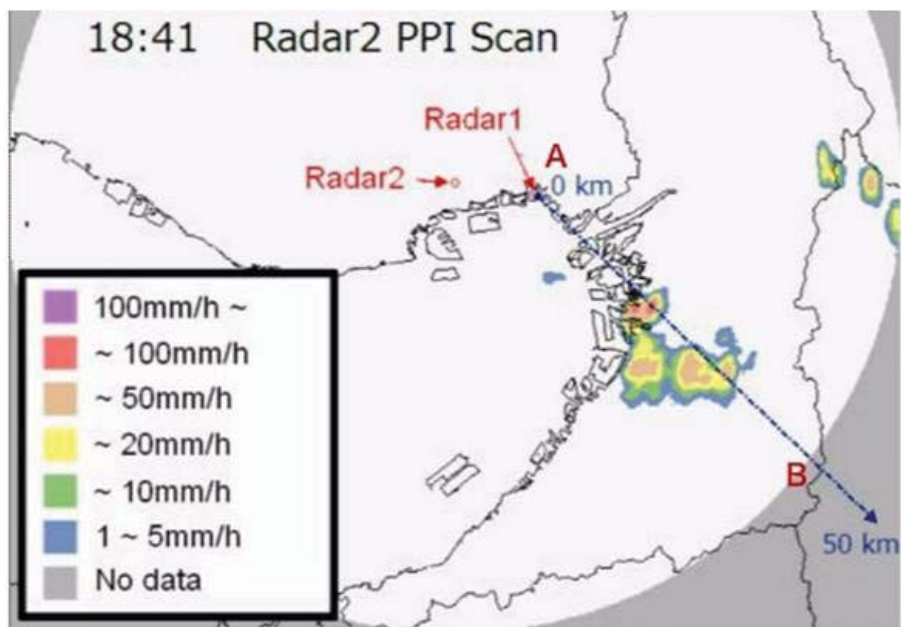 18:41 Radar2 PPI Scan
Radar1
A
Radar2
0 km
100mm/h ~
~ 100mm/h
~ 50mm/h
~ 20mm/h
~ 10mm/h
1 ~ 5mm/h
No data
B
50 km